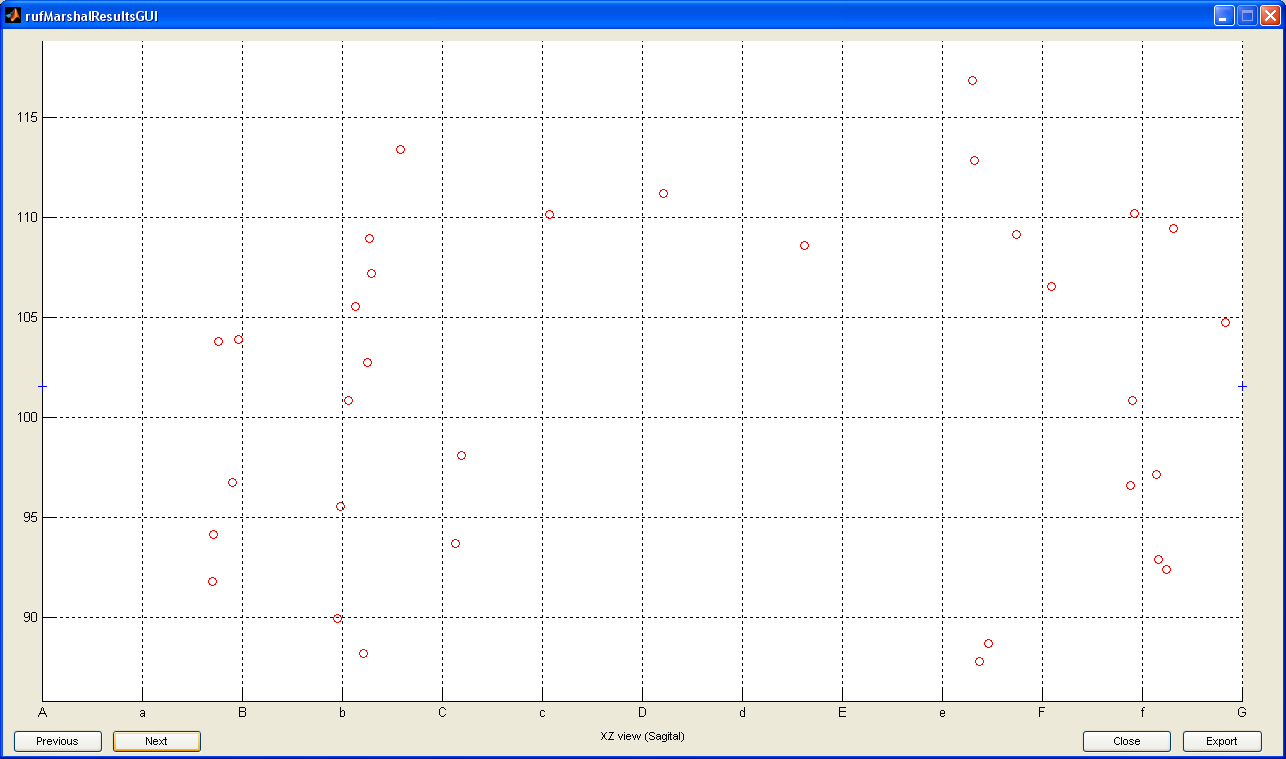 rufMarshalResultsGUI
115
110
105
100
95
90
A a B b C c D d E e F f G
XZ view (Sagital)
Previous Next Close Export